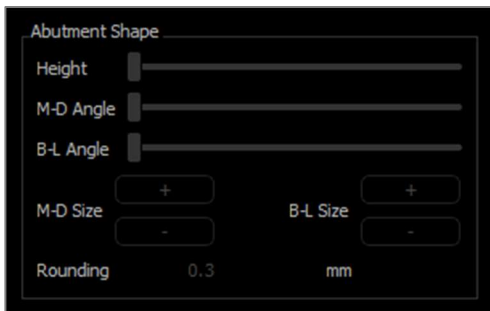 Abutment Shape
Height
M-D Angle
B-L Angle
M-D Size + - B-L Size + -
Rounding 0.3 mm